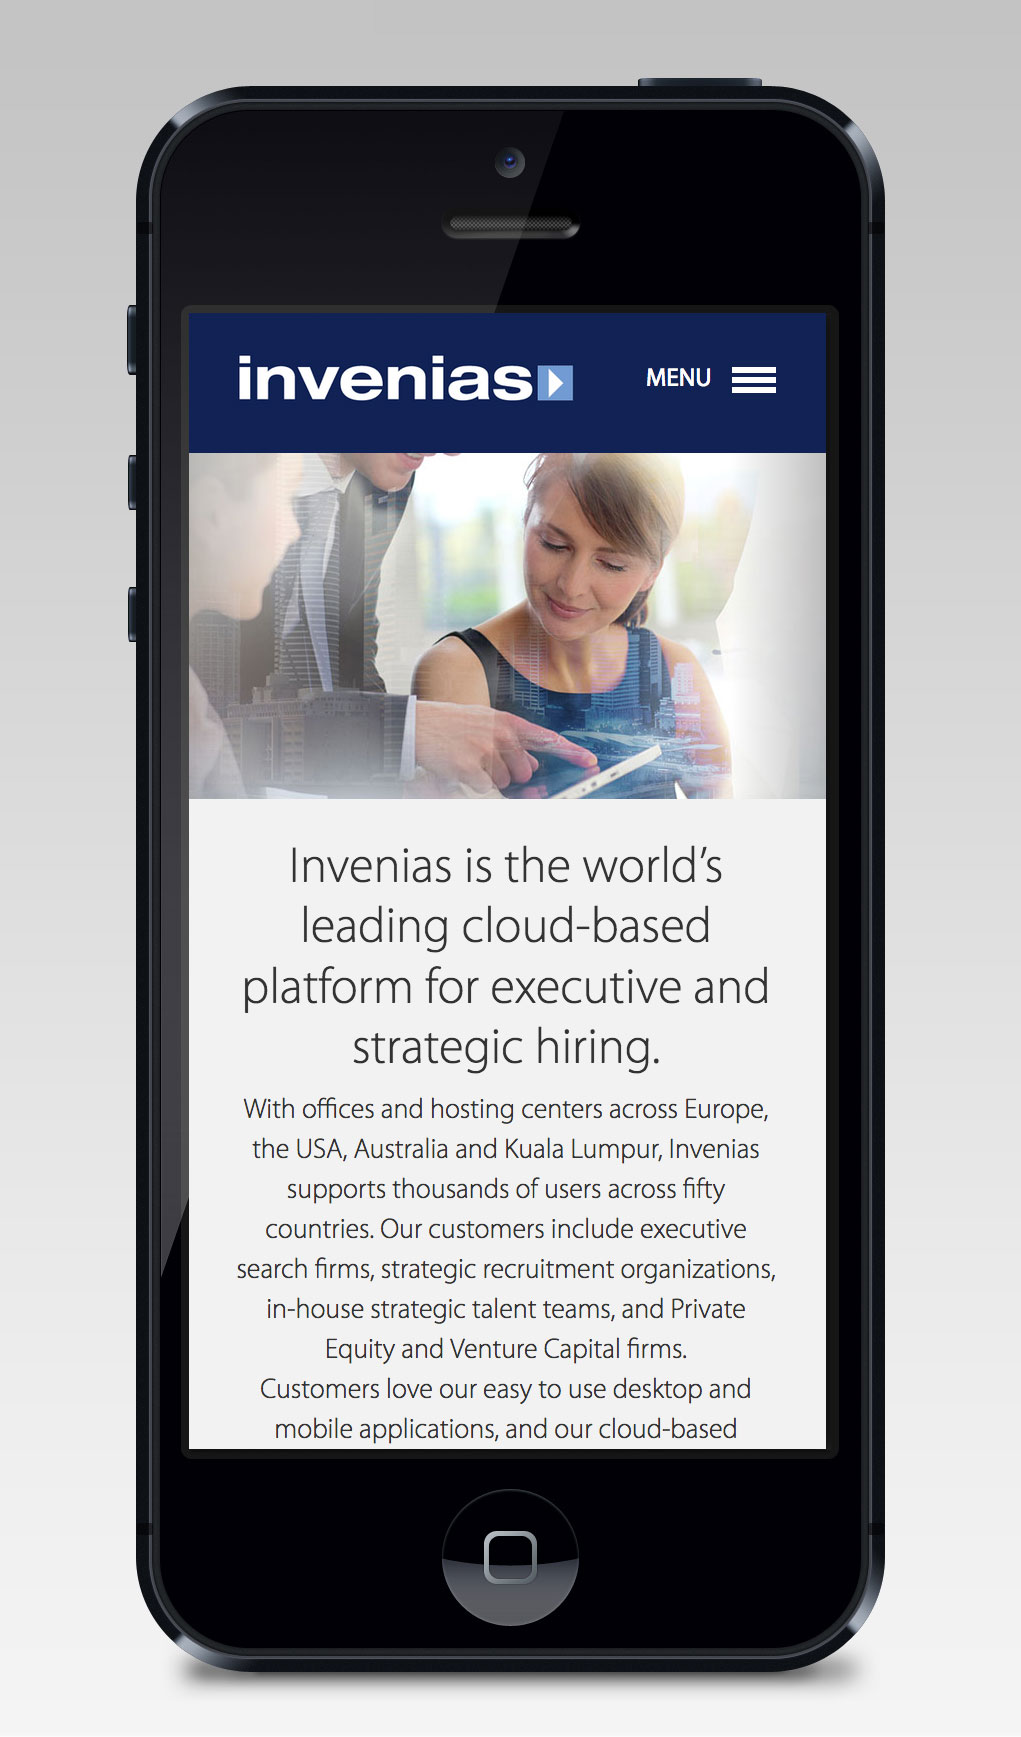 invenias
MENU
Invenias is the world’s
leading cloud-based
platform for executive and
strategic hiring.
With offices and hosting centers across Europe,
the USA, Australia and Kuala Lumpur, Invenias
supports thousands of users across fifty
countries. Our customers include executive
search firms, strategic recruitment organizations,
in-house strategic talent teams, and Private
Equity and Venture Capital firms.
Customers love our easy to use desktop and
mobile applications, and our cloud-based